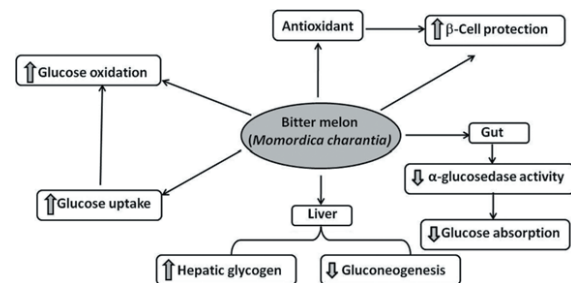 Antioxidant
β-Cell protection
Glucose oxidation
Bitter melon
(Momordica charantia)
Gut
α-glucosedase activity
Glucose uptake
Liver
Glucose absorption
Hepatic glycogen
Gluconeogenesis